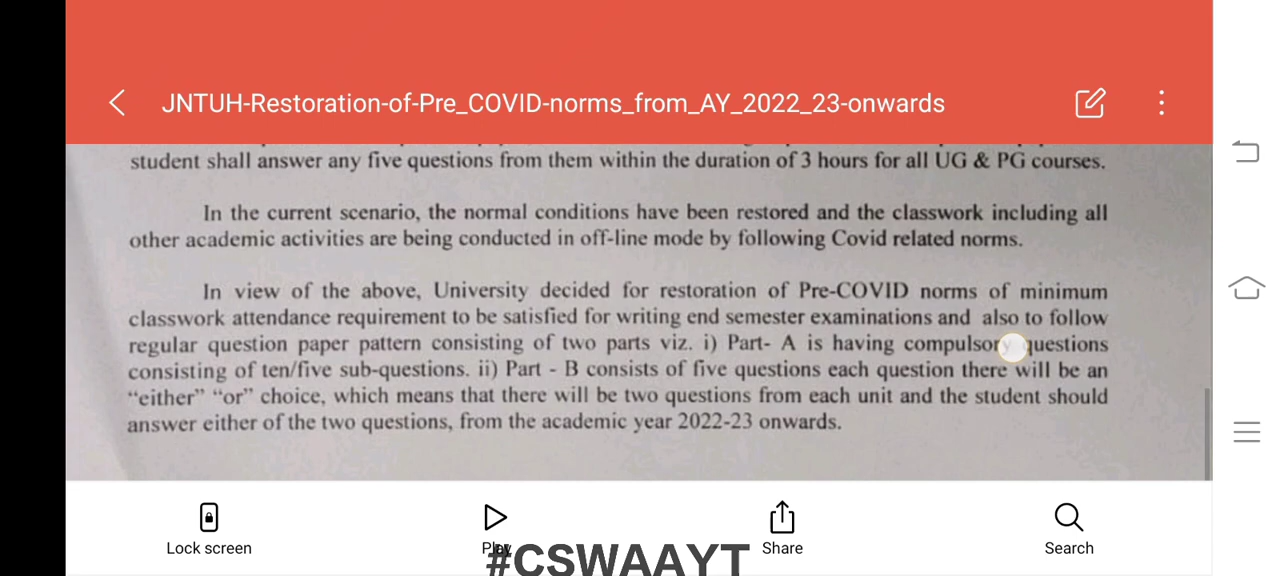 JNTUH-Restoration-of-Pre_COVID-norms_from_AY_2022_23-onwards
student shall answer any five questions from them within the duration of 3 hours for all UG & PG courses.
In the current scenario, the normal conditions have been restored and the classwork including all
other academic activities are being conducted in off-line mode by following Covid related norms.
In view of the above, University decided for restoration of Pre-COVID norms of minimum
classwork attendance requirement to be satisfied for writing end semester examinations and also to follow
regular question paper pattern consisting of two parts viz. i) Part- A is having compulsory questions
consisting of ten/five sub-questions. ii) Part - B consists of five questions each question there will be an
“either” “or” choice, which means that there will be two questions from each unit and the student should
answer either of the two questions, from the academic year 2022-23 onwards.
Lock screen
Play
Share
Search
#CSWAAYT